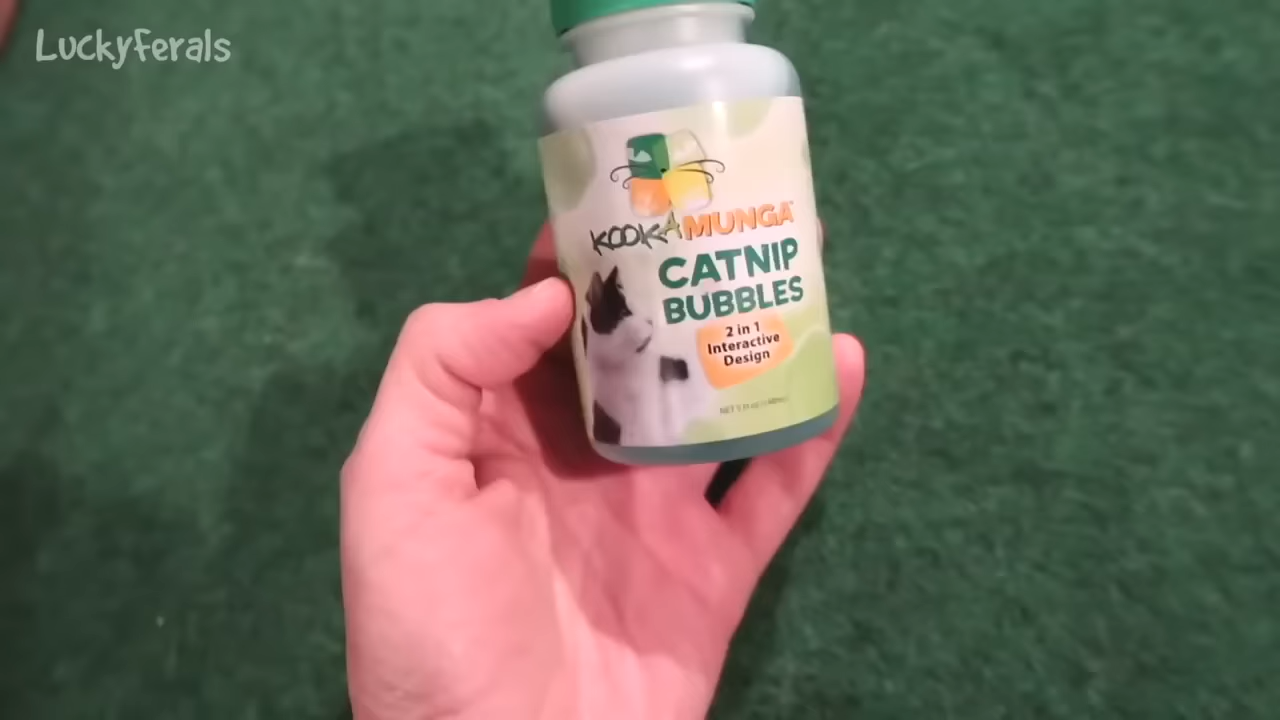 LuckyFerals
KOOKAMUNGA
CATNIP
BUBBLES
2 in 1
Interactive
Design